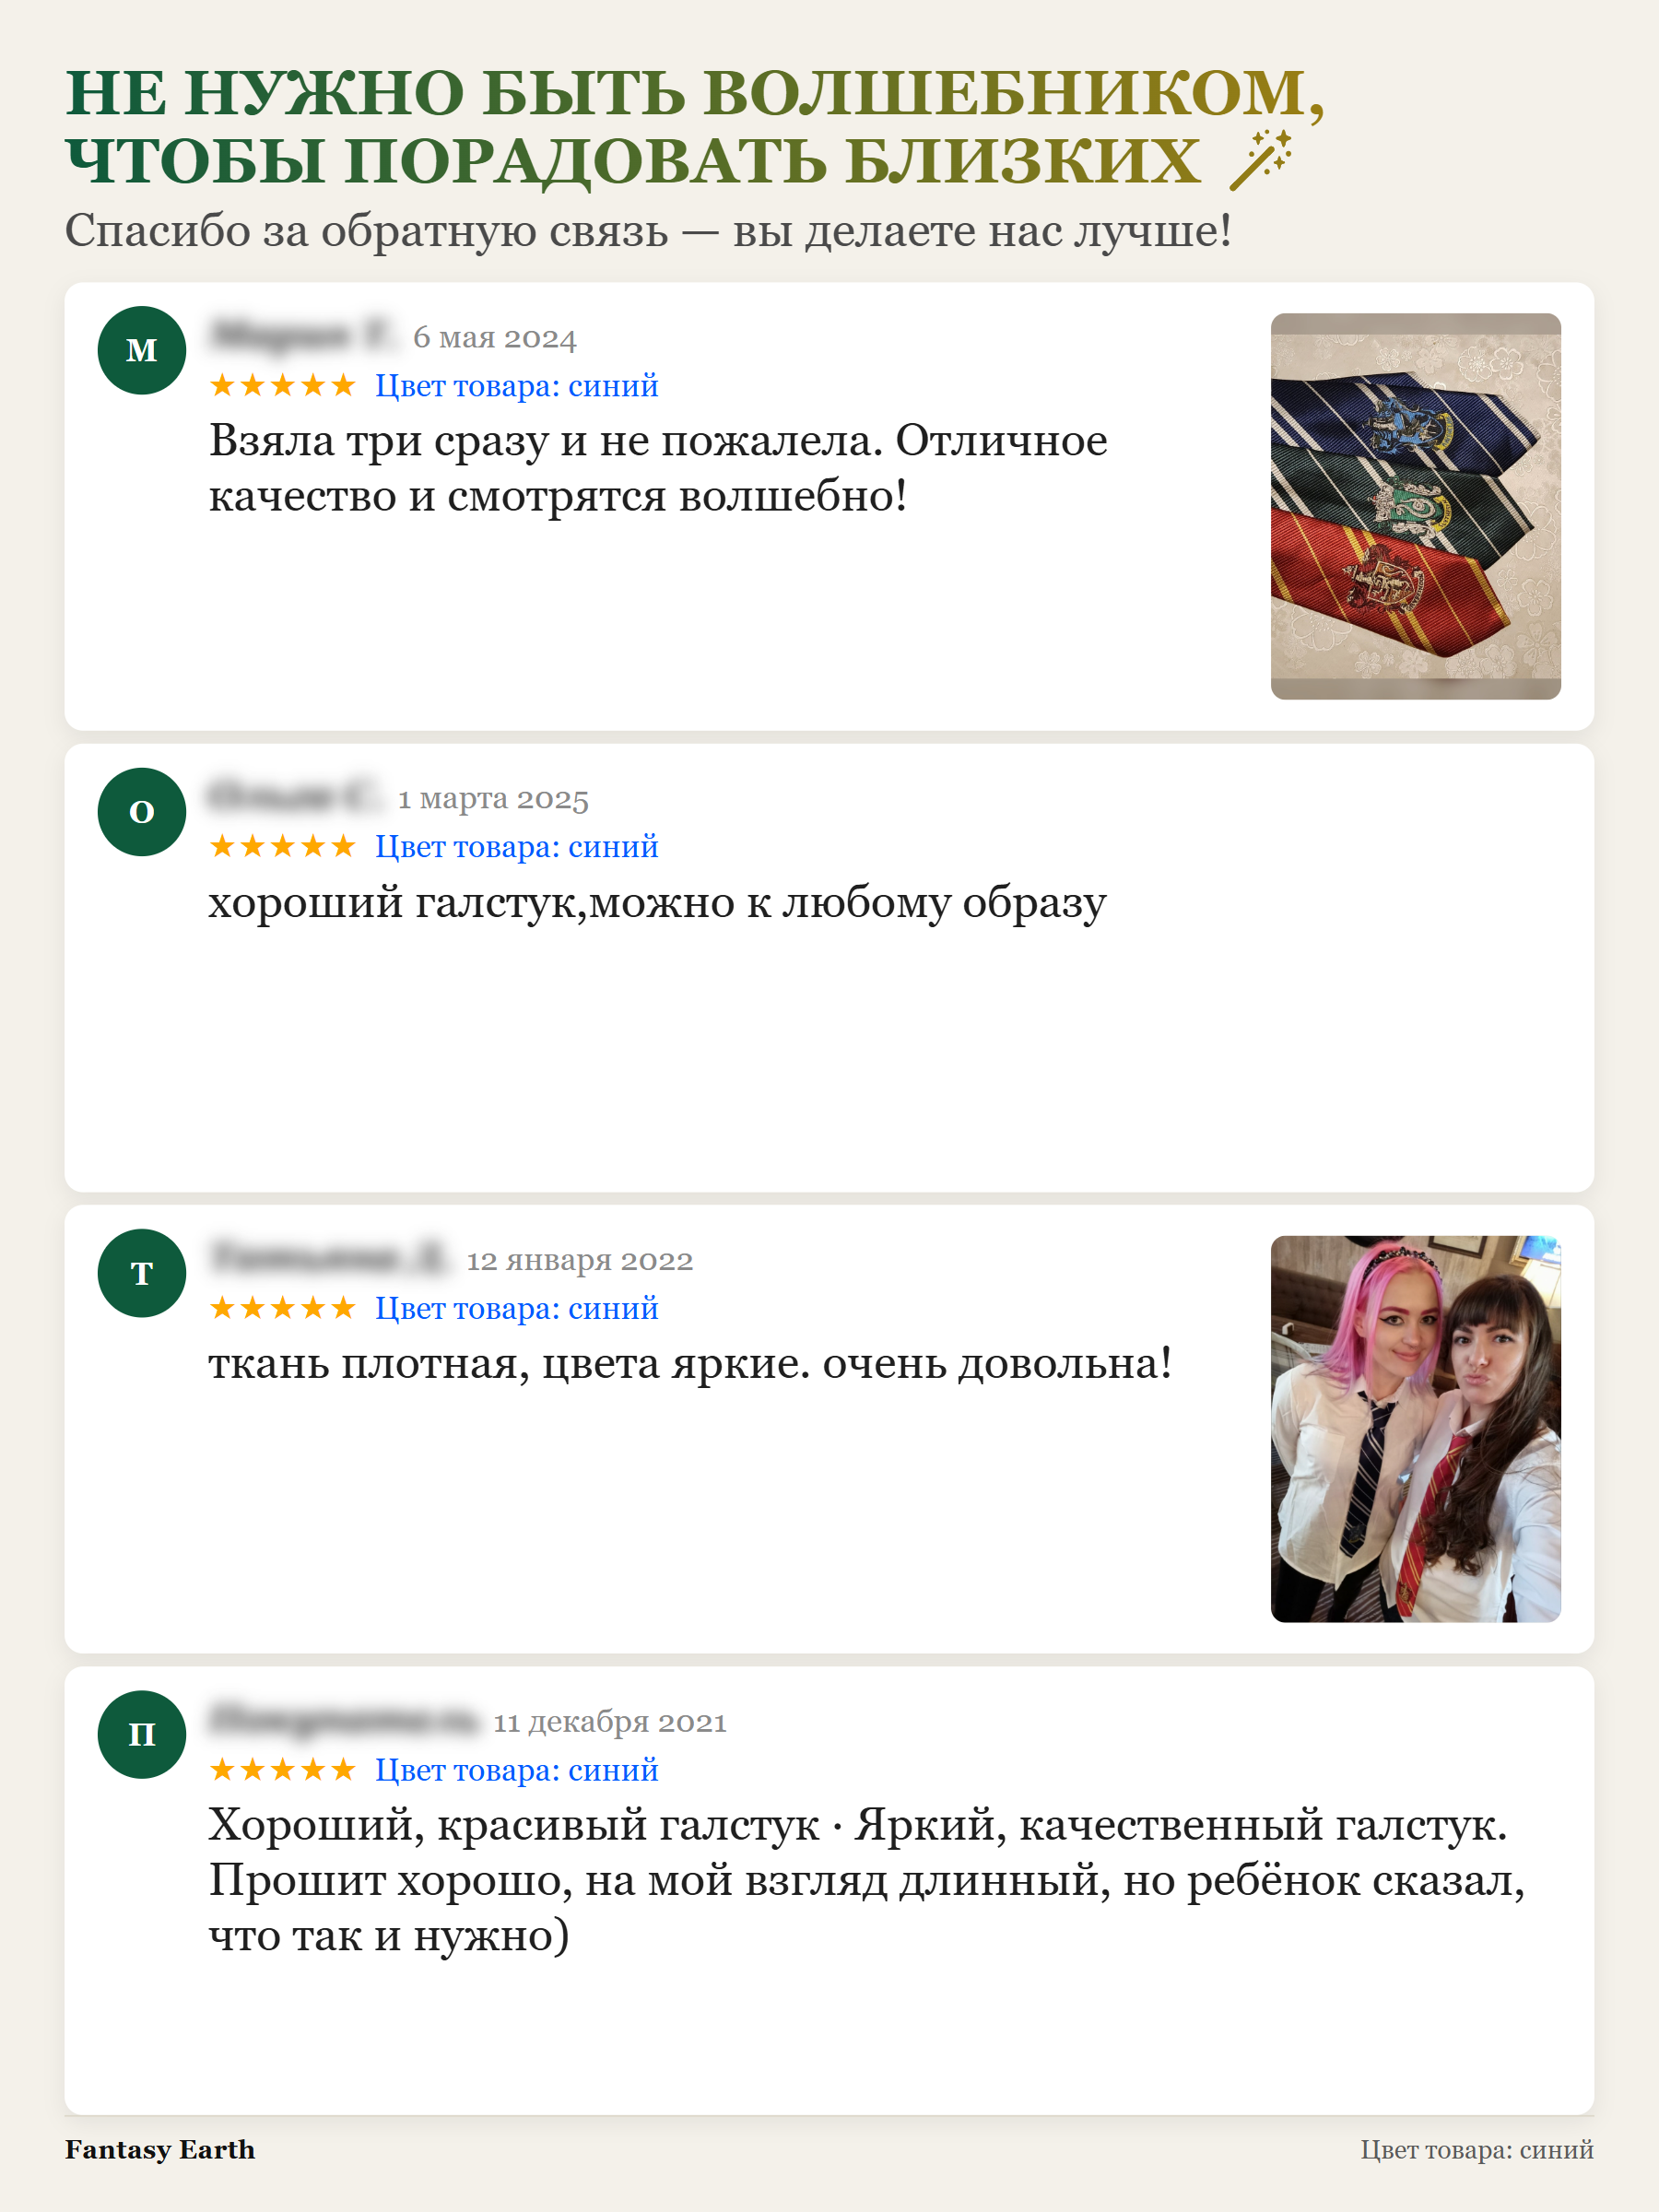 НЕ НУЖНО БЫТЬ ВОЛШЕБНИКОМ,
ЧТОБЫ ПОРАДОВАТЬ БЛИЗКИХ
Спасибо за обратную связь — вы делаете нас лучше!
М
6 мая 2024
★★★★★ Цвет товара: синий
Взяла три сразу и не пожалела. Отличное
качество и смотрятся волшебно!
О
1 марта 2025
★★★★★ Цвет товара: синий
хороший галстук,можно к любому образу
Т
12 января 2022
★★★★★ Цвет товара: синий
ткань плотная, цвета яркие. очень довольна!
П
11 декабря 2021
★★★★★ Цвет товара: синий
Хороший, красивый галстук · Яркий, качественный галстук.
Прошит хорошо, на мой взгляд длинный, но ребёнок сказал,
что так и нужно)
Fantasy Earth
Цвет товара: синий